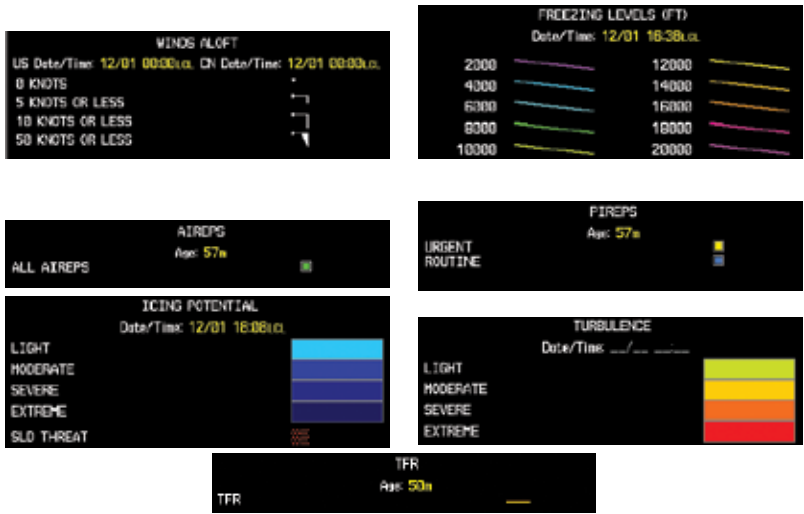 WINDS ALOFT
US Date/Time: 12/01 00:00LCL CN Date/Time: 12/01 00:00LCL
0 KNOTS
5 KNOTS OR LESS
10 KNOTS OR LESS
50 KNOTS OR LESS
FREEZING LEVELS (FT)
Date/Time: 12/01 16:38LCL
2000 12000
4000 14000
6000 16000
8000 18000
10000 20000
AIREPS
Age: 57m
ALL AIREPS
PIREPS
Age: 57m
URGENT
ROUTINE
ICING POTENTIAL
Date/Time: 12/01 18:08LCL
LIGHT
MODERATE
SEVERE
EXTREME
SLD THREAT
TURBULENCE
Date/Time: __/__ __:__
LIGHT
MODERATE
SEVERE
EXTREME
TFR
Age: 50m
TFR